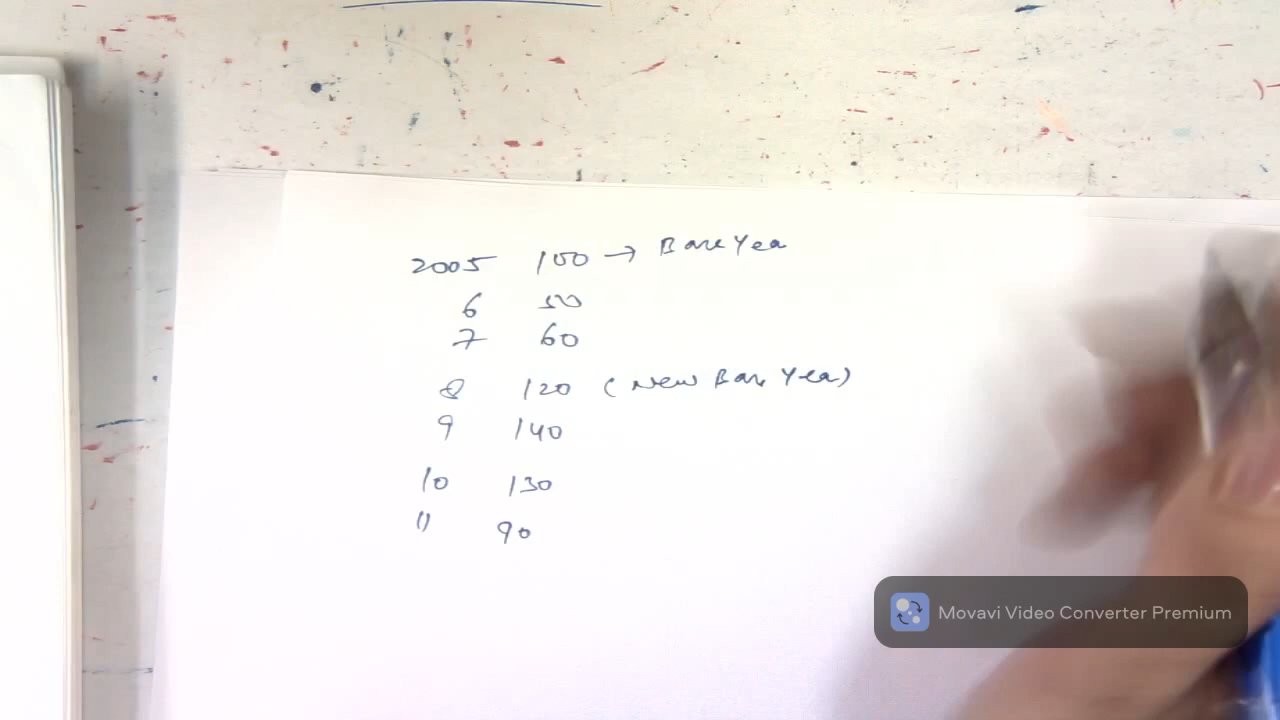 2005 100 → Base Year
6 50
7 60
8 120 (New Base Year)
9 140
10 130
11 90
Movavi Video Converter Premium